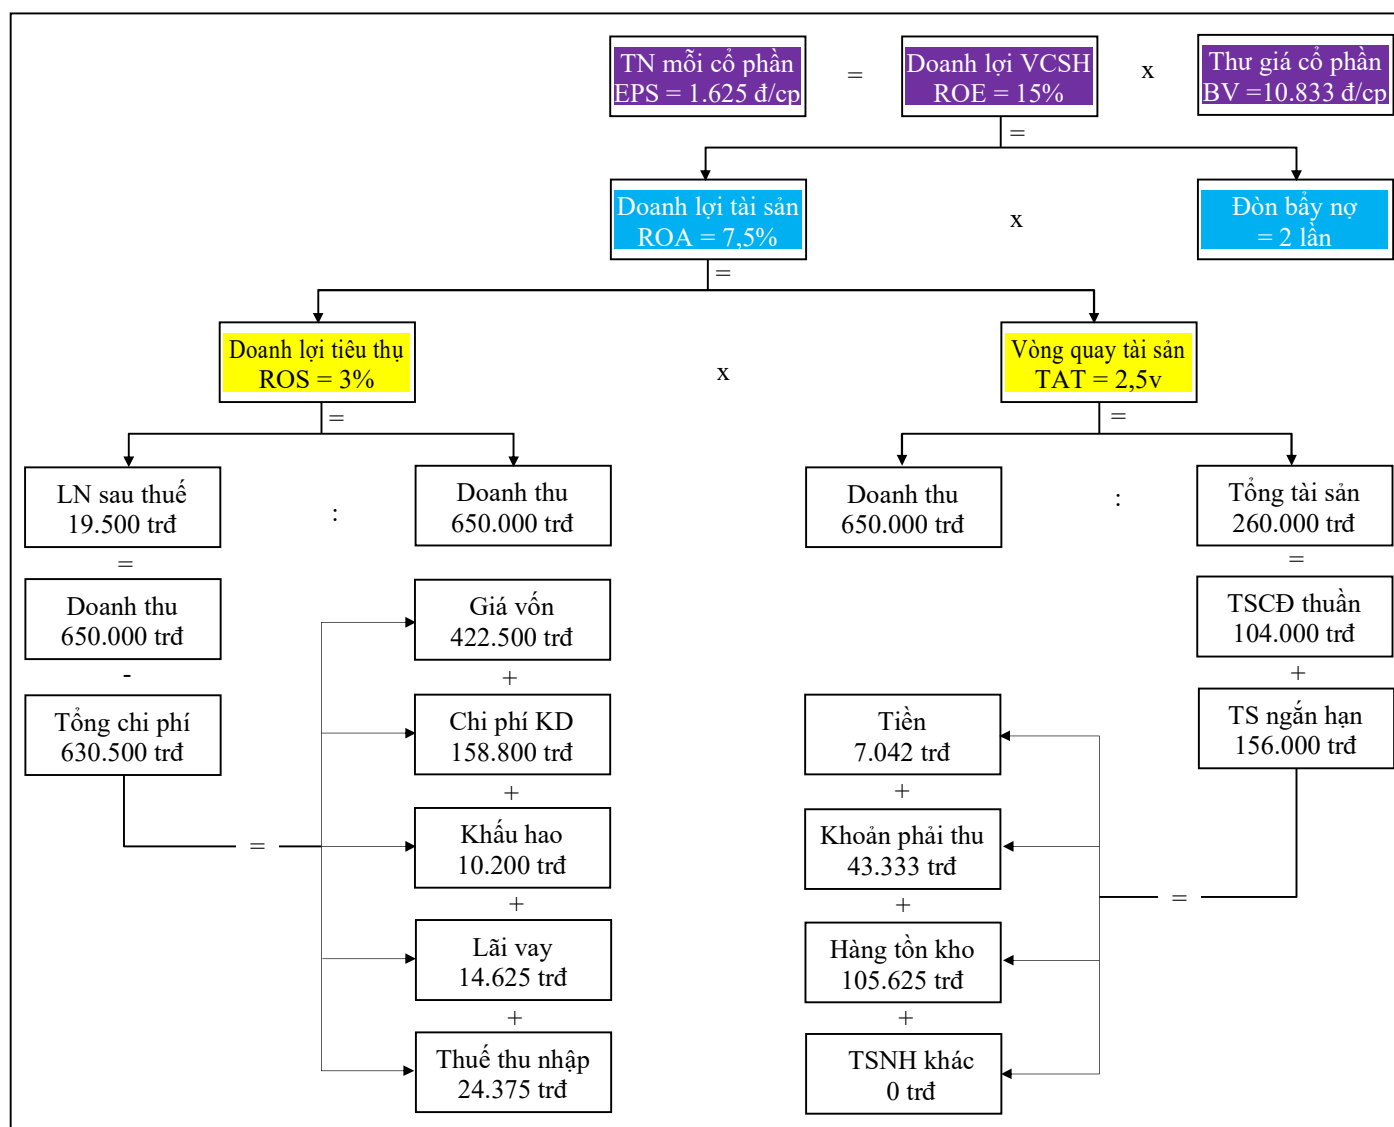 TN mỗi cổ phần
EPS = 1.625 đ/cp
=
Doanh lợi VCSH
ROE = 15%
x
Thư giá cổ phần
BV =10.833 đ/cp
=
Doanh lợi tài sản
ROA = 7,5%
x
Đòn bẩy nợ
= 2 lần
=
Doanh lợi tiêu thụ
ROS = 3%
x
Vòng quay tài sản
TAT = 2,5v
=
=
LN sau thuế
19.500 trđ
:
Doanh thu
650.000 trđ
Doanh thu
650.000 trđ
:
Tổng tài sản
260.000 trđ
=
=
Doanh thu
650.000 trđ
Giá vốn
422.500 trđ
TSCĐ thuần
104.000 trđ
-
+
+
Tổng chi phí
630.500 trđ
Chi phí KD
158.800 trđ
Tiền
7.042 trđ
TS ngắn hạn
156.000 trđ
+
+
=
Khấu hao
10.200 trđ
Khoản phải thu
43.333 trđ
=
+
+
Lãi vay
14.625 trđ
Hàng tồn kho
105.625 trđ
+
+
Thuế thu nhập
24.375 trđ
TSNH khác
0 trđ